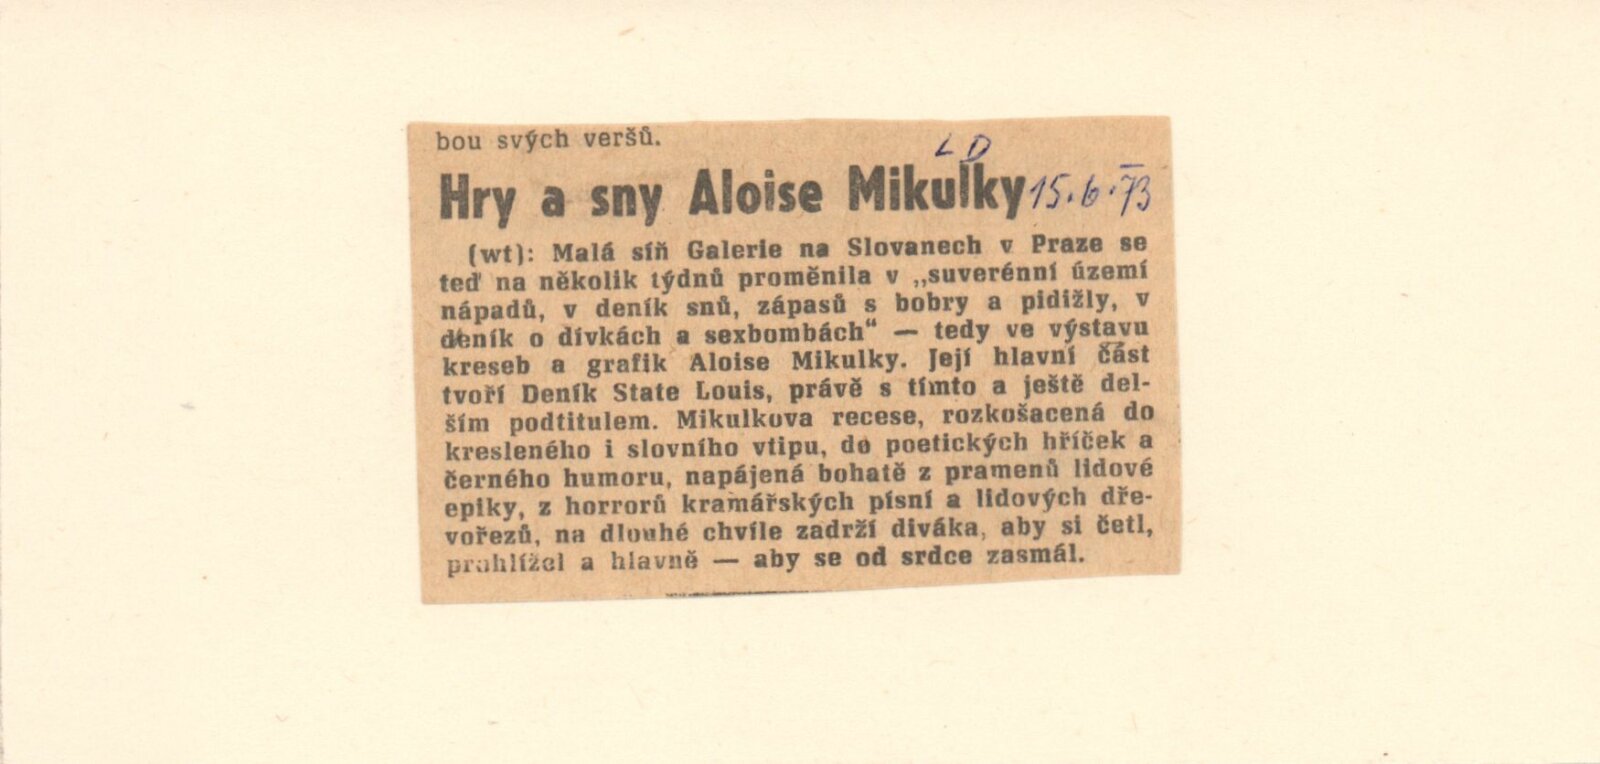 bou svých veršů.
LD
Hry a sny Aloise Mikulky 15.6.73
(wt): Malá síň Galerie na Slovanech v Praze se
teď na několik týdnů proměnila v „suverénní území
nápadů, v deník snů, zápasů s bobry a pidižly, v
deník o dívkách a sexbombách“ — tedy ve výstavu
kreseb a grafik Aloise Mikulky. Její hlavní část
tvoří Deník State Louis, právě s tímto a ještě del-
ším podtitulem. Mikulkova recese, rozkošacená do
kresleného i slovního vtipu, do poetických hříček a
černého humoru, napájená bohatě z pramenů lidové
epiky, z horrorů kramářských písní a lidových dře-
vořezů, na dlouhé chvíle zadrží diváka, aby si četl,
prohlížel a hlavně — aby se od srdce zasmál.